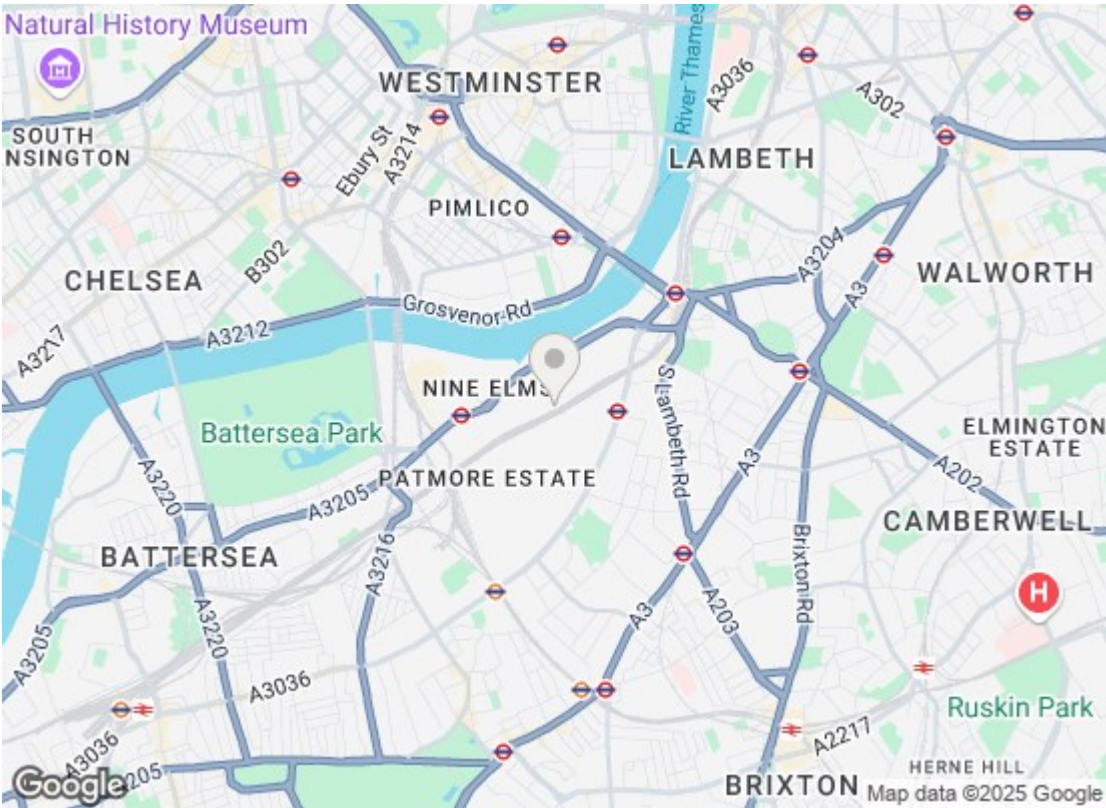 Natural History Museum
WESTMINSTER
River Thames
A3036
A302
SOUTH
NSINGTON
Ebury St
A3214
LAMBETH
PIMLICO
B302
CHELSEA
A3204
WALWORTH
A3
Grosvenor Rd
A3212
A3217
NINE ELMS
S Lambeth Rd
Battersea Park
ELMINGTON
ESTATE
A3220
A3
A202
PATMORE ESTATE
A3205
CAMBERWELL
BATTERSEA
A3216
Brixton Rd
H
A203
A3
A3220
A3205
A3036
Ruskin Park
A2217
A3036
HERNE HILL
Google
205
BRIXTON
Map data ©2025 Google